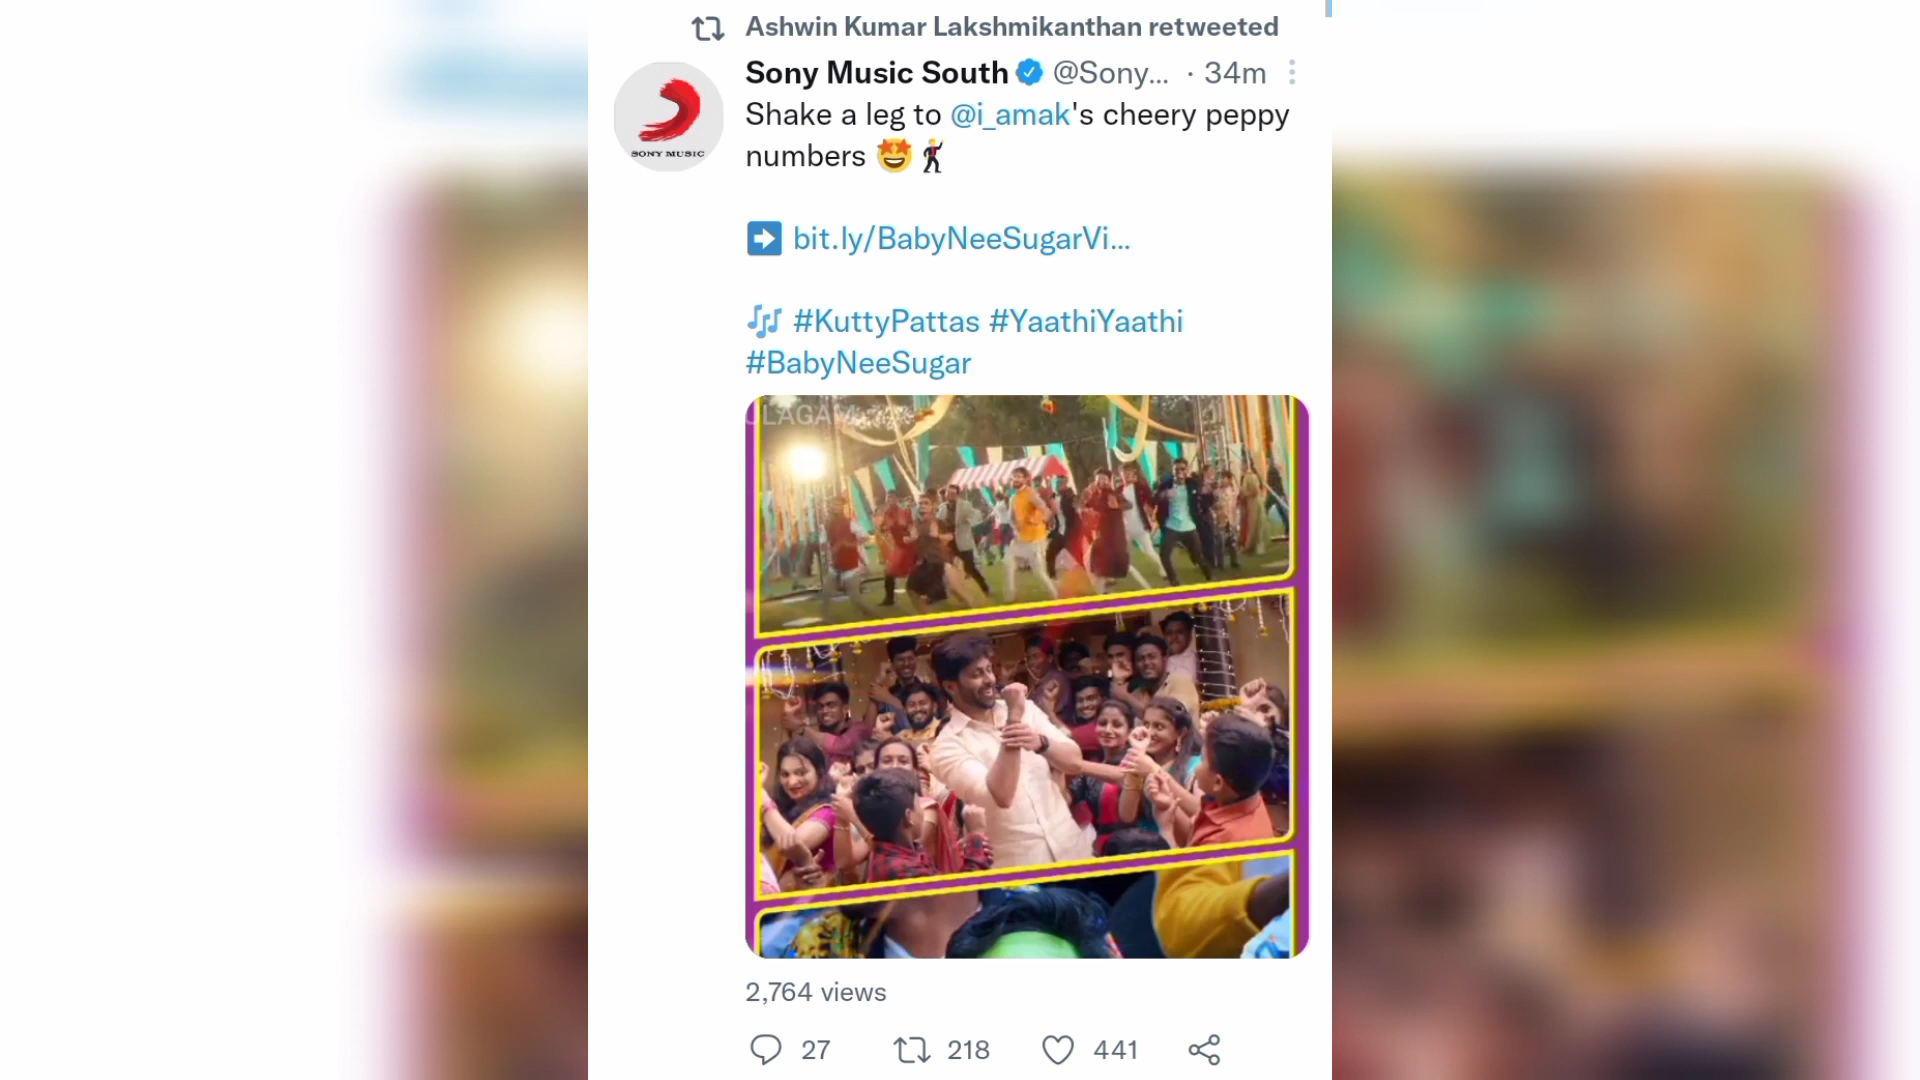 Ashwin Kumar Lakshmikanthan retweeted
Sony Music South @Sony... · 34m
SONY MUSIC
Shake a leg to @i_amak's cheery peppy
numbers 🤩🕺
➡️ bit.ly/BabyNeeSugarVi...
🎶 #KuttyPattas #YaathiYaathi
#BabyNeeSugar
2,764 views
27 218 441